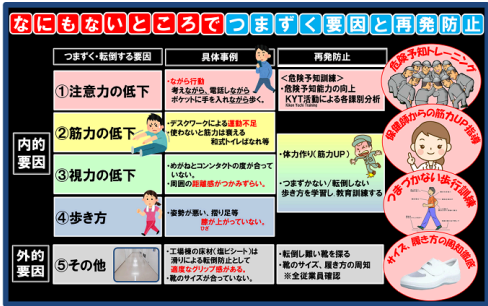 なにもないところでつまずく要因と再発防止
つまずく・転倒する要因
具体事例
再発防止
内的
要因
①注意力の低下
・ながら行動
考えながら、電話しながら
ポケットに手を入れながら歩く。
<危険予知訓練>
・危険予知能力の向上
KYT活動による各課別分析
Kiken Yochi Training
②筋力の低下
・デスクワークによる運動不足
・使わないと筋力は衰える
和式トイレばなれ等
③視力の低下
・めがねとコンタクトの度が合って
いない。
・周囲の距離感がつかみずらい。
④歩き方
・姿勢が悪い、摺り足等
膝が上がっていない。
ひざ
・体力作り(筋力UP)
・つまずかない/転倒しない
歩き方を学習し 教育訓練する
外的
要因
⑤その他
・工場棟の床材(塩ビシート)は
滑りによる転倒防止として
適度なグリップ感がある。
・靴のサイズが合っていない。
・転倒し難い靴を探る
・靴のサイズ、履き方の周知
※全従業員確認
危険予知トレーニング
保健師からの筋力UP指導
つまづかない歩行訓練
サイズ、履き方の周知徹底